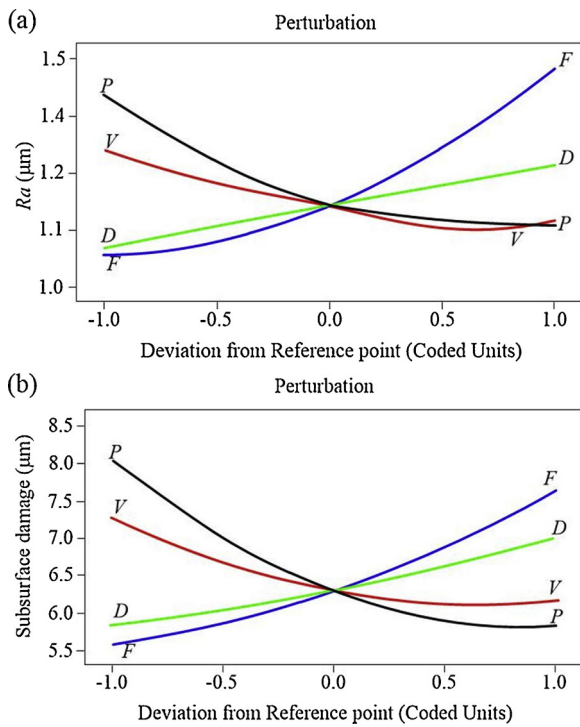 (a)
Perturbation
1.5
1.4
1.2
1.1
1.0
Ra (μm)
P
V
D
F
F
D
P
V
-1.0 -0.5 0.0 0.5 1.0
Deviation from Reference point (Coded Units)
(b)
Perturbation
8.5
8.0
7.5
7.0
6.5
6.0
5.5
Subsurface damage (μm)
P
V
D
F
F
D
V
P
-1.0 -0.5 0.0 0.5 1.0
Deviation from Reference point (Coded Units)